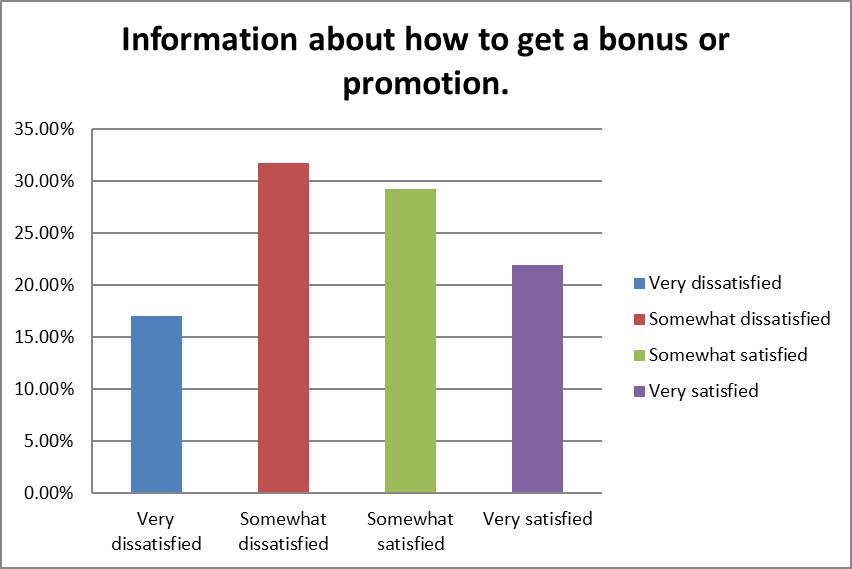 Information about how to get a bonus or
promotion.
35.00%
30.00%
25.00%
20.00%
15.00%
10.00%
5.00%
0.00%
Very
dissatisfied
Somewhat
dissatisfied
Somewhat
satisfied
Very satisfied
Very dissatisfied
Somewhat dissatisfied
Somewhat satisfied
Very satisfied